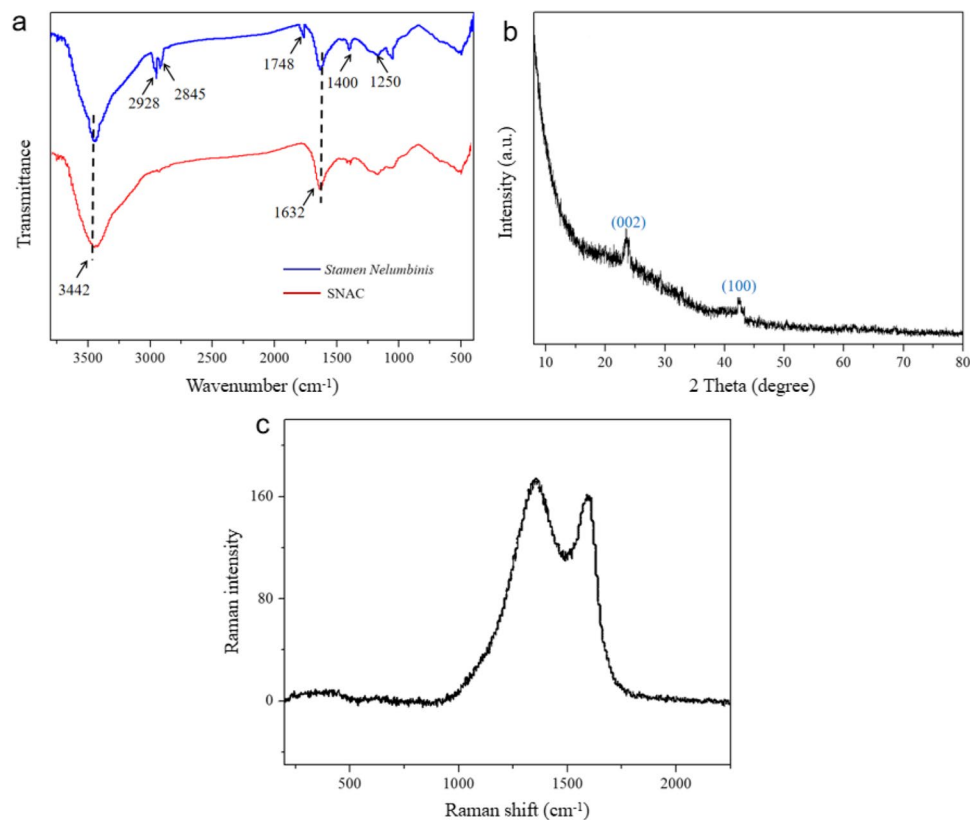 a
1748
1400
1250
2928
2845
1632
3442
Stamen Nelumbinis
SNAC
Transmittance
3500 3000 2500 2000 1500 1000 500
Wavenumber (cm-1)
b
(002)
(100)
Intensity (a.u.)
10 20 30 40 50 60 70 80
2 Theta (degree)
c
160
80
0
Raman intensity
500 1000 1500 2000
Raman shift (cm-1)